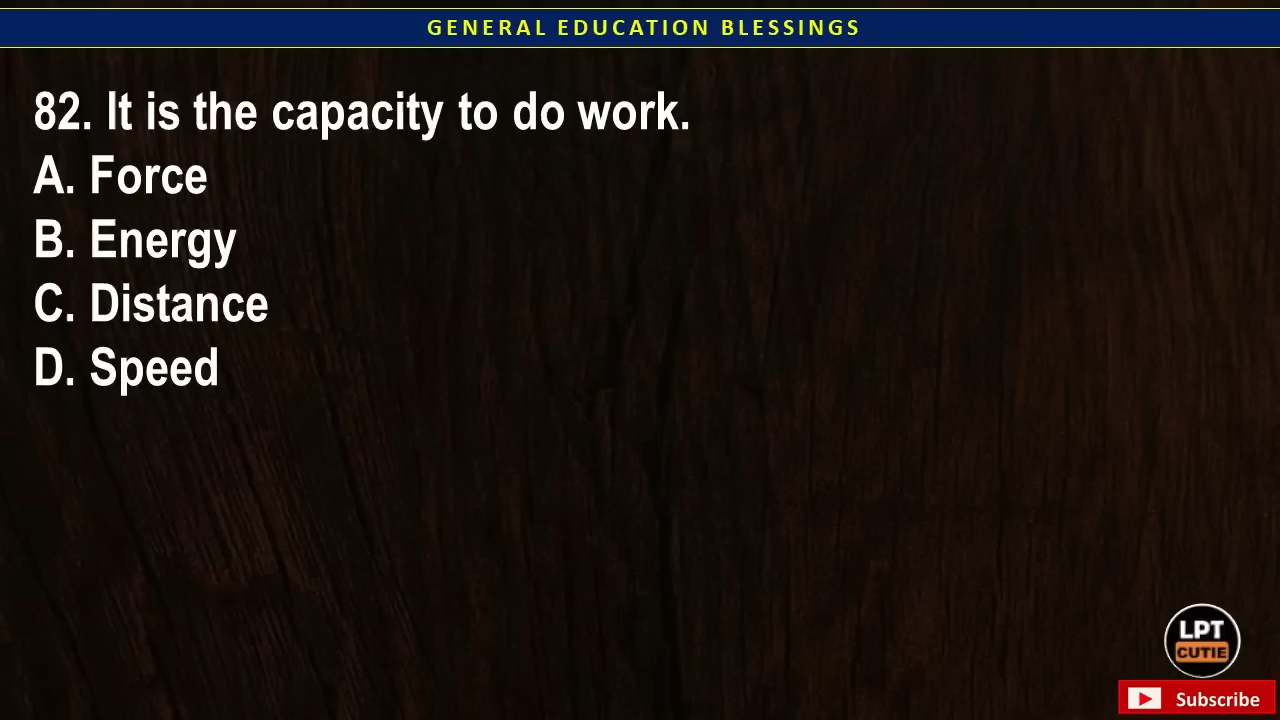 GENERAL EDUCATION BLESSINGS
82. It is the capacity to do work.
A. Force
B. Energy
C. Distance
D. Speed
LPT
CUTIE
Subscribe